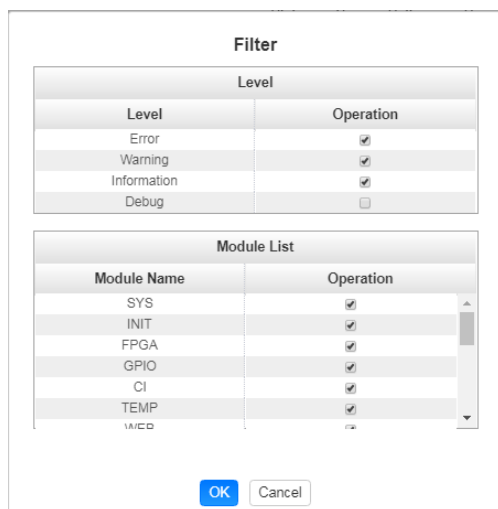 Filter
Level
Level Operation
Error
Warning
Information
Debug
Module List
Module Name Operation
SYS
INIT
FPGA
GPIO
CI
TEMP
WEB
OK Cancel